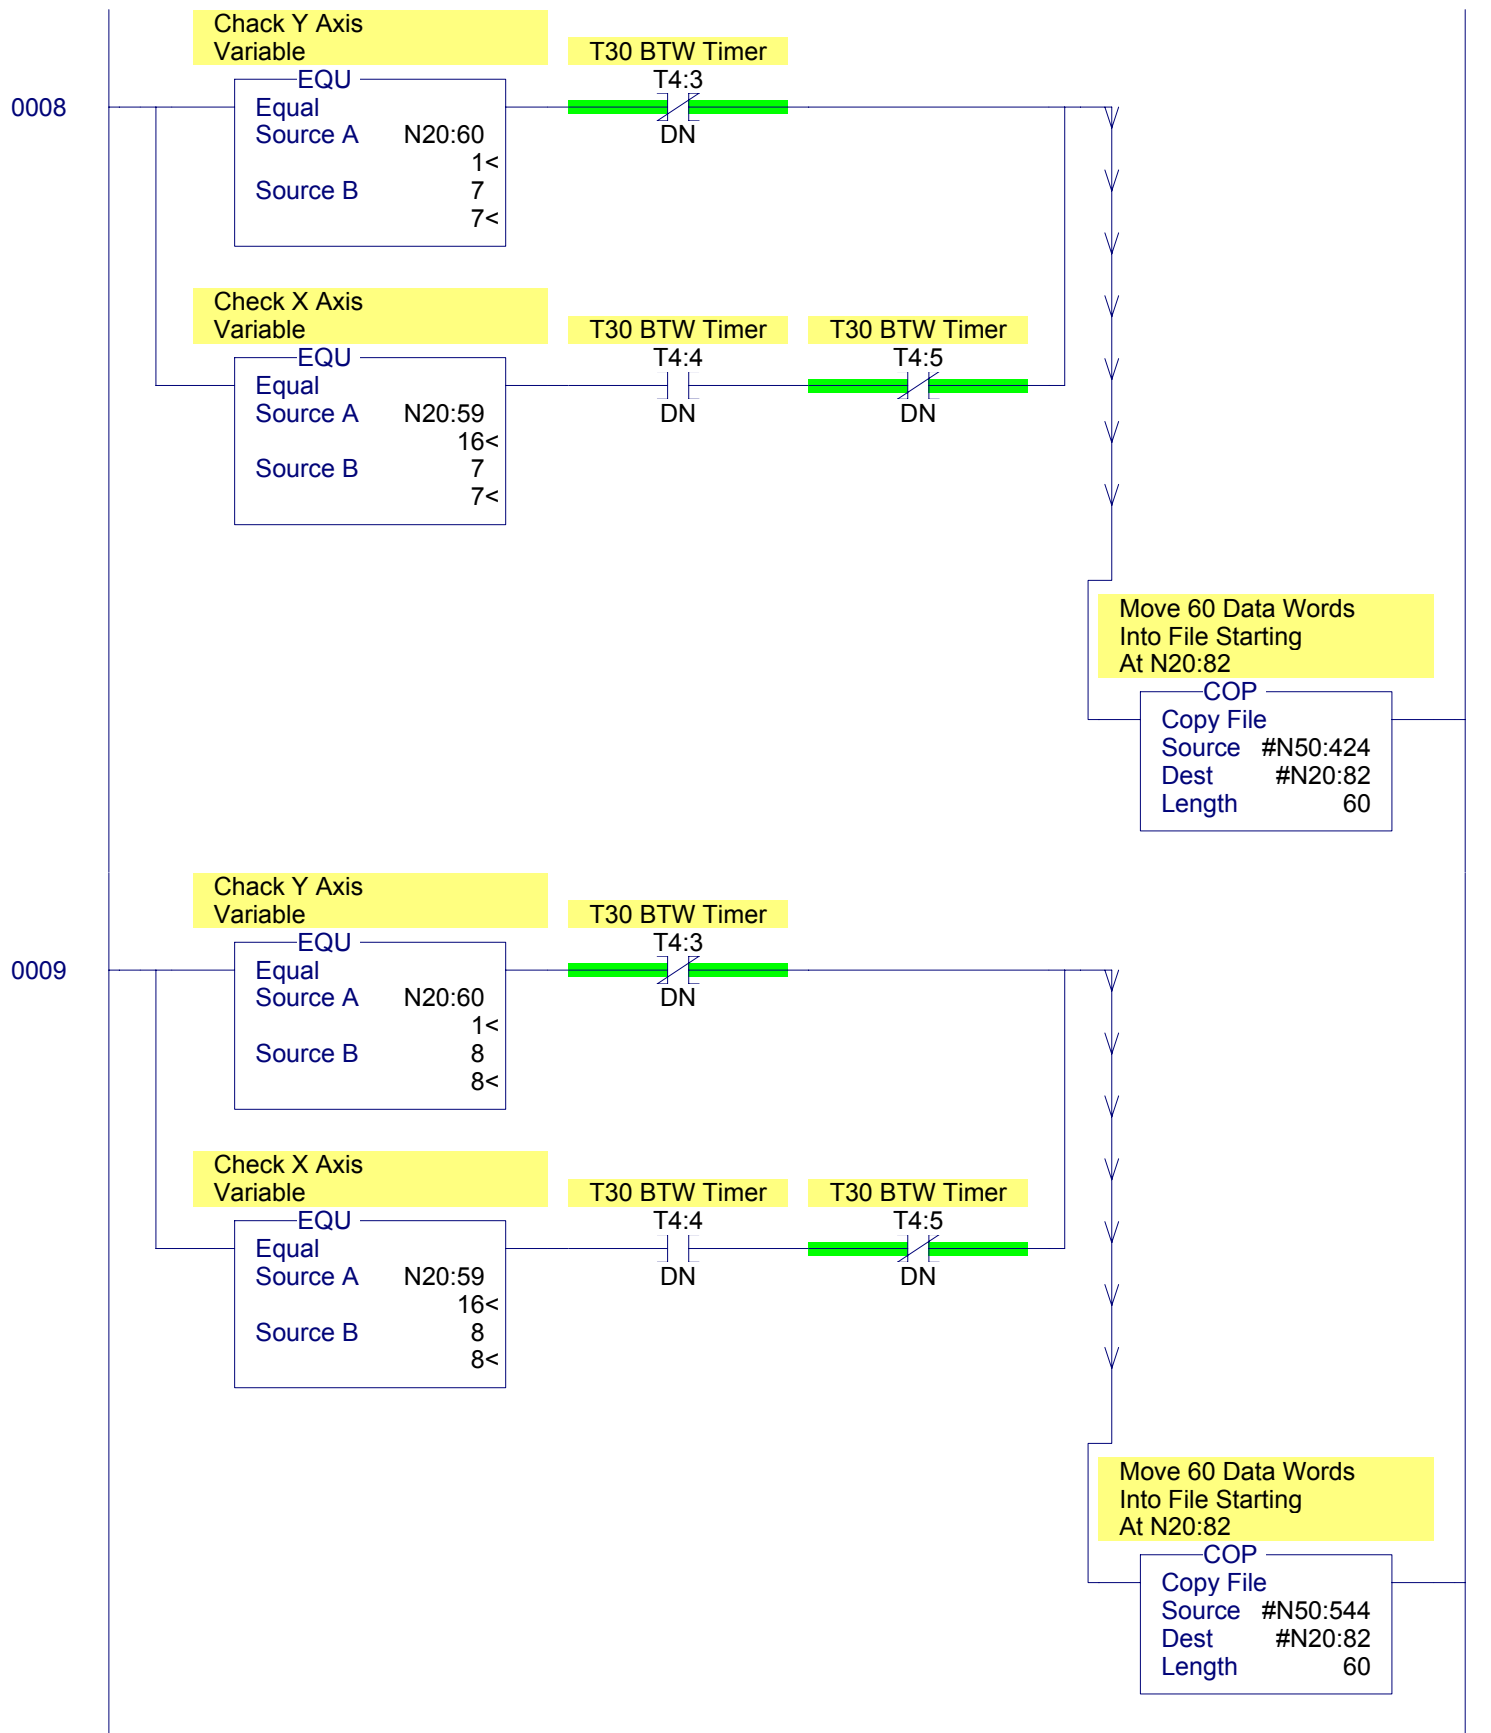 Chack Y Axis
Variable
T30 BTW Timer
EQU
T4:3
0008
Equal
Source A N20:60
DN
1<
Source B 7
7<
Check X Axis
Variable
T30 BTW Timer T30 BTW Timer
EQU
T4:4 T4:5
Equal
Source A N20:59
DN DN
16<
Source B 7
7<
Move 60 Data Words
Into File Starting
At N20:82
COP
Copy File
Source #N50:424
Dest #N20:82
Length 60
Chack Y Axis
Variable
T30 BTW Timer
EQU
T4:3
0009
Equal
Source A N20:60
DN
1<
Source B 8
8<
Check X Axis
Variable
T30 BTW Timer T30 BTW Timer
EQU
T4:4 T4:5
Equal
Source A N20:59
DN DN
16<
Source B 8
8<
Move 60 Data Words
Into File Starting
At N20:82
COP
Copy File
Source #N50:544
Dest #N20:82
Length 60